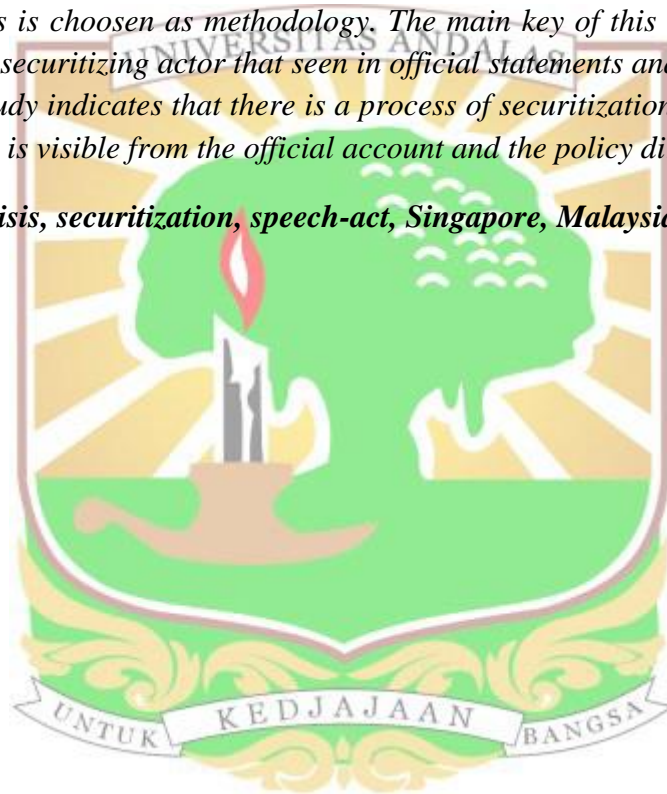 s is choosen as methodology. The main key of this
UNIVERSITAS ANDALAS
securitizing actor that seen in official statements and
udy indicates that there is a process of securitization
is visible from the official account and the policy di
isis, securitization, speech-act, Singapore, Malaysia
UNTUK KEDJAJAAN BANGSA